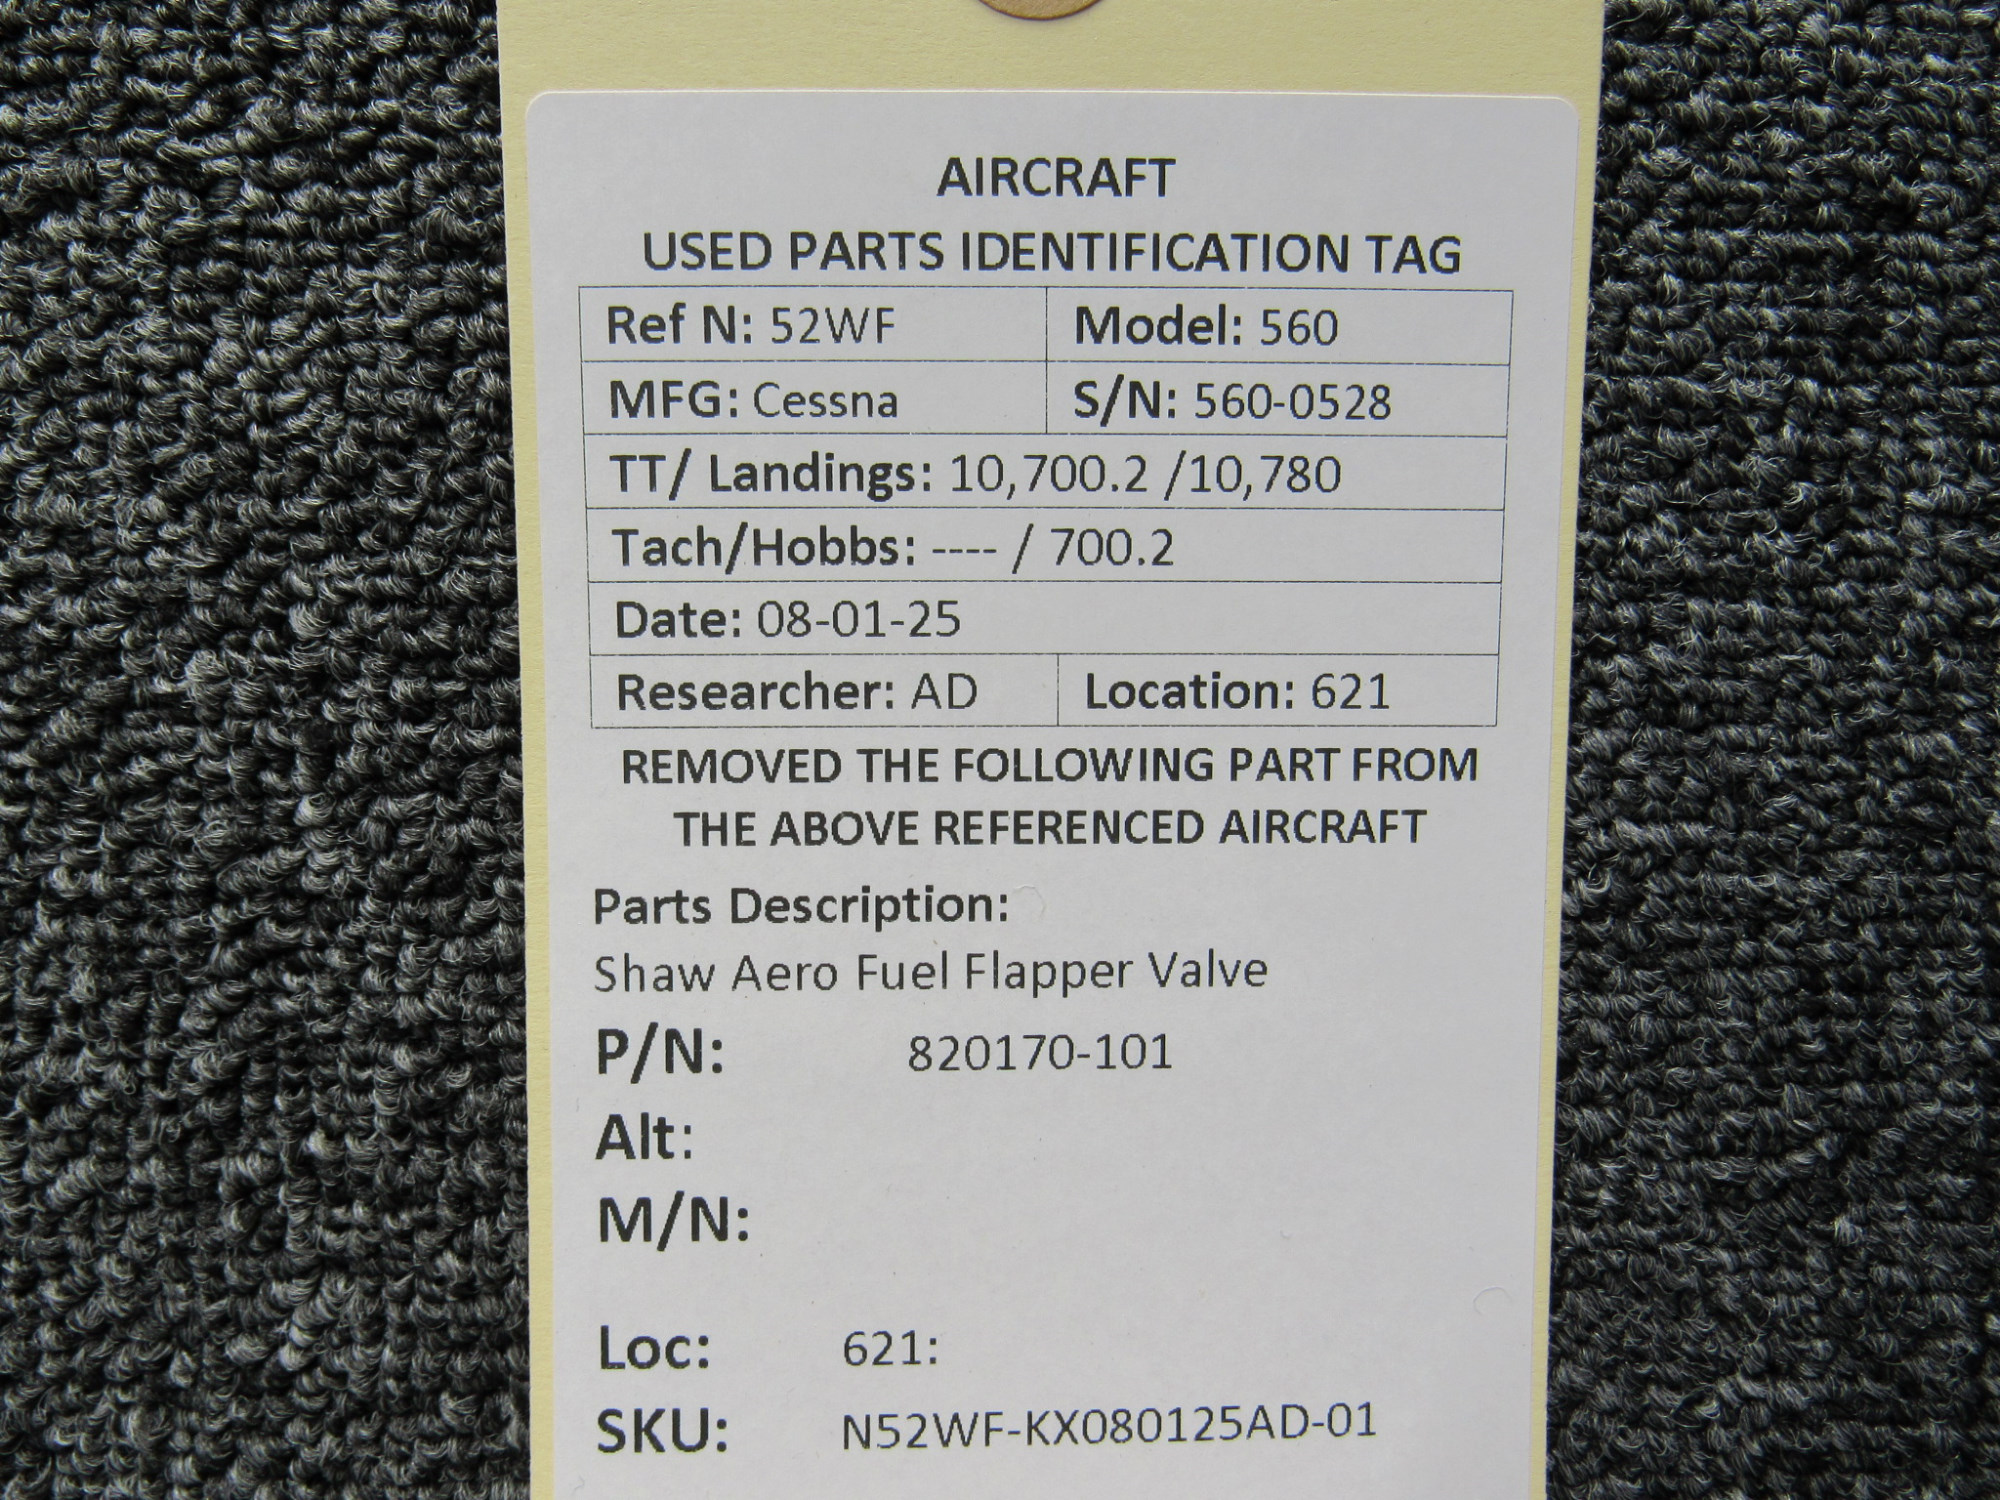 AIRCRAFT
USED PARTS IDENTIFICATION TAG
Ref N: 52WF Model: 560
MFG: Cessna S/N: 560-0528
TT/ Landings: 10,700.2 /10,780
Tach/Hobbs: ---- / 700.2
Date: 08-01-25
Researcher: AD Location: 621
REMOVED THE FOLLOWING PART FROM
THE ABOVE REFERENCED AIRCRAFT
Parts Description:
Shaw Aero Fuel Flapper Valve
P/N: 820170-101
Alt:
M/N:
Loc: 621:
SKU: N52WF-KX080125AD-01